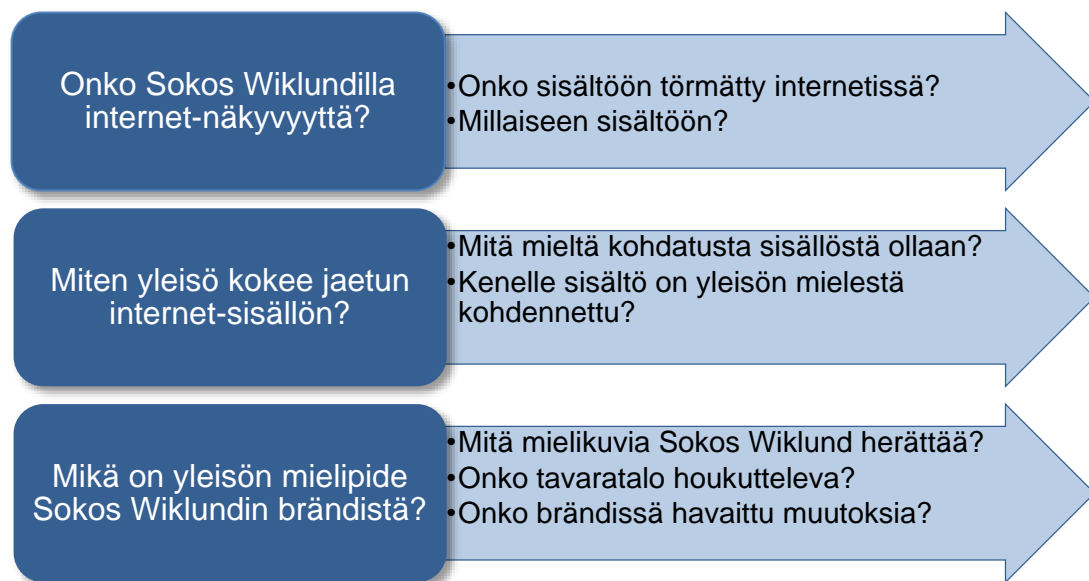 Onko Sokos Wiklundilla
internet-näkyvyyttä?
•Onko sisältöön törmätty internetissä?
•Millaiseen sisältöön?
Miten yleisö kokee jaetun
internet-sisällön?
•Mitä mieltä kohdatusta sisällöstä ollaan?
•Kenelle sisältö on yleisön mielestä
kohdennettu?
Mikä on yleisön mielipide
Sokos Wiklundin brändistä?
•Mitä mielikuvia Sokos Wiklund herättää?
•Onko tavaratalo houkutteleva?
•Onko brändissä havaittu muutoksia?